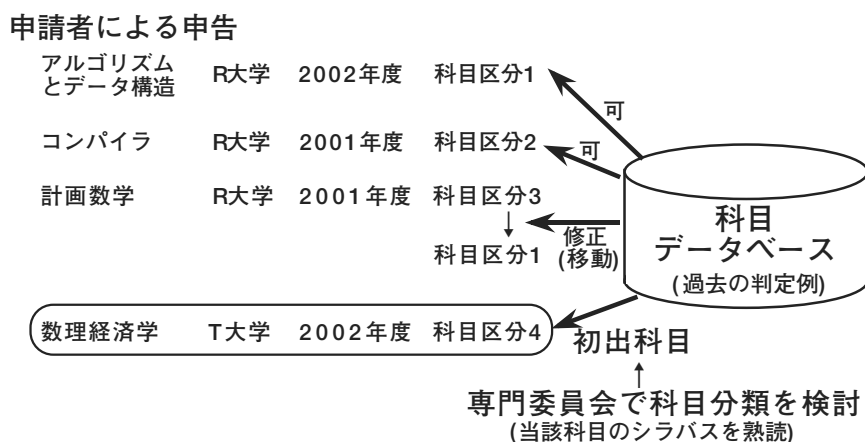 申請者による申告
アルゴリズム
とデータ構造 R大学 2002年度 科目区分1
可
コンパイラ R大学 2001年度 科目区分2
可
計画数学 R大学 2001年度 科目区分3
↓
科目区分1
修正
(移動)
科目
データベース
(過去の判定例)
数理経済学 T大学 2002年度 科目区分4
初出科目
↑
専門委員会で科目分類を検討
(当該科目のシラバスを熟読)